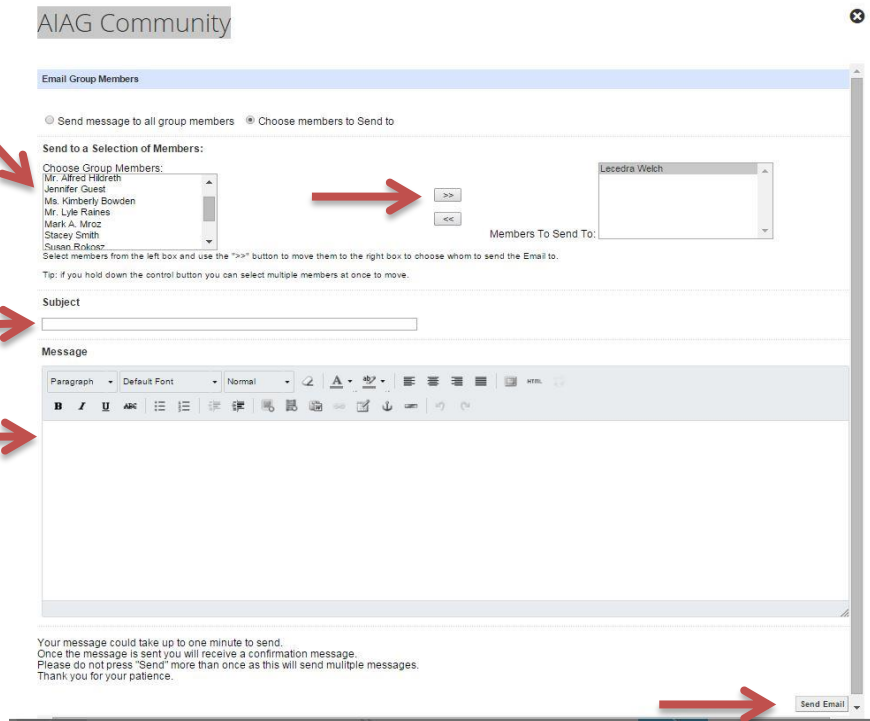 AIAG Community
Email Group Members
Send message to all group members Choose members to Send to
Send to a Selection of Members:
Choose Group Members:
Mr. Alfred Hildreth
Jennifer Guest
Ms. Kimberly Bowden
Mr. Lyle Raines
Mark A. Mroz
Stacey Smith
Susan Rokosz
>>
<<
Members To Send To:
Lecedra Welch
Select members from the left box and use the ">>" button to move them to the right box to choose whom to send the Email to.
Tip: if you hold down the control button you can select multiple members at once to move.
Subject
Message
Paragraph Default Font Normal A ab HTML
B I U ABC
Your message could take up to one minute to send.
Once the message is sent you will receive a confirmation message.
Please do not press "Send" more than once as this will send mulitple messages.
Thank you for your patience.
Send Email